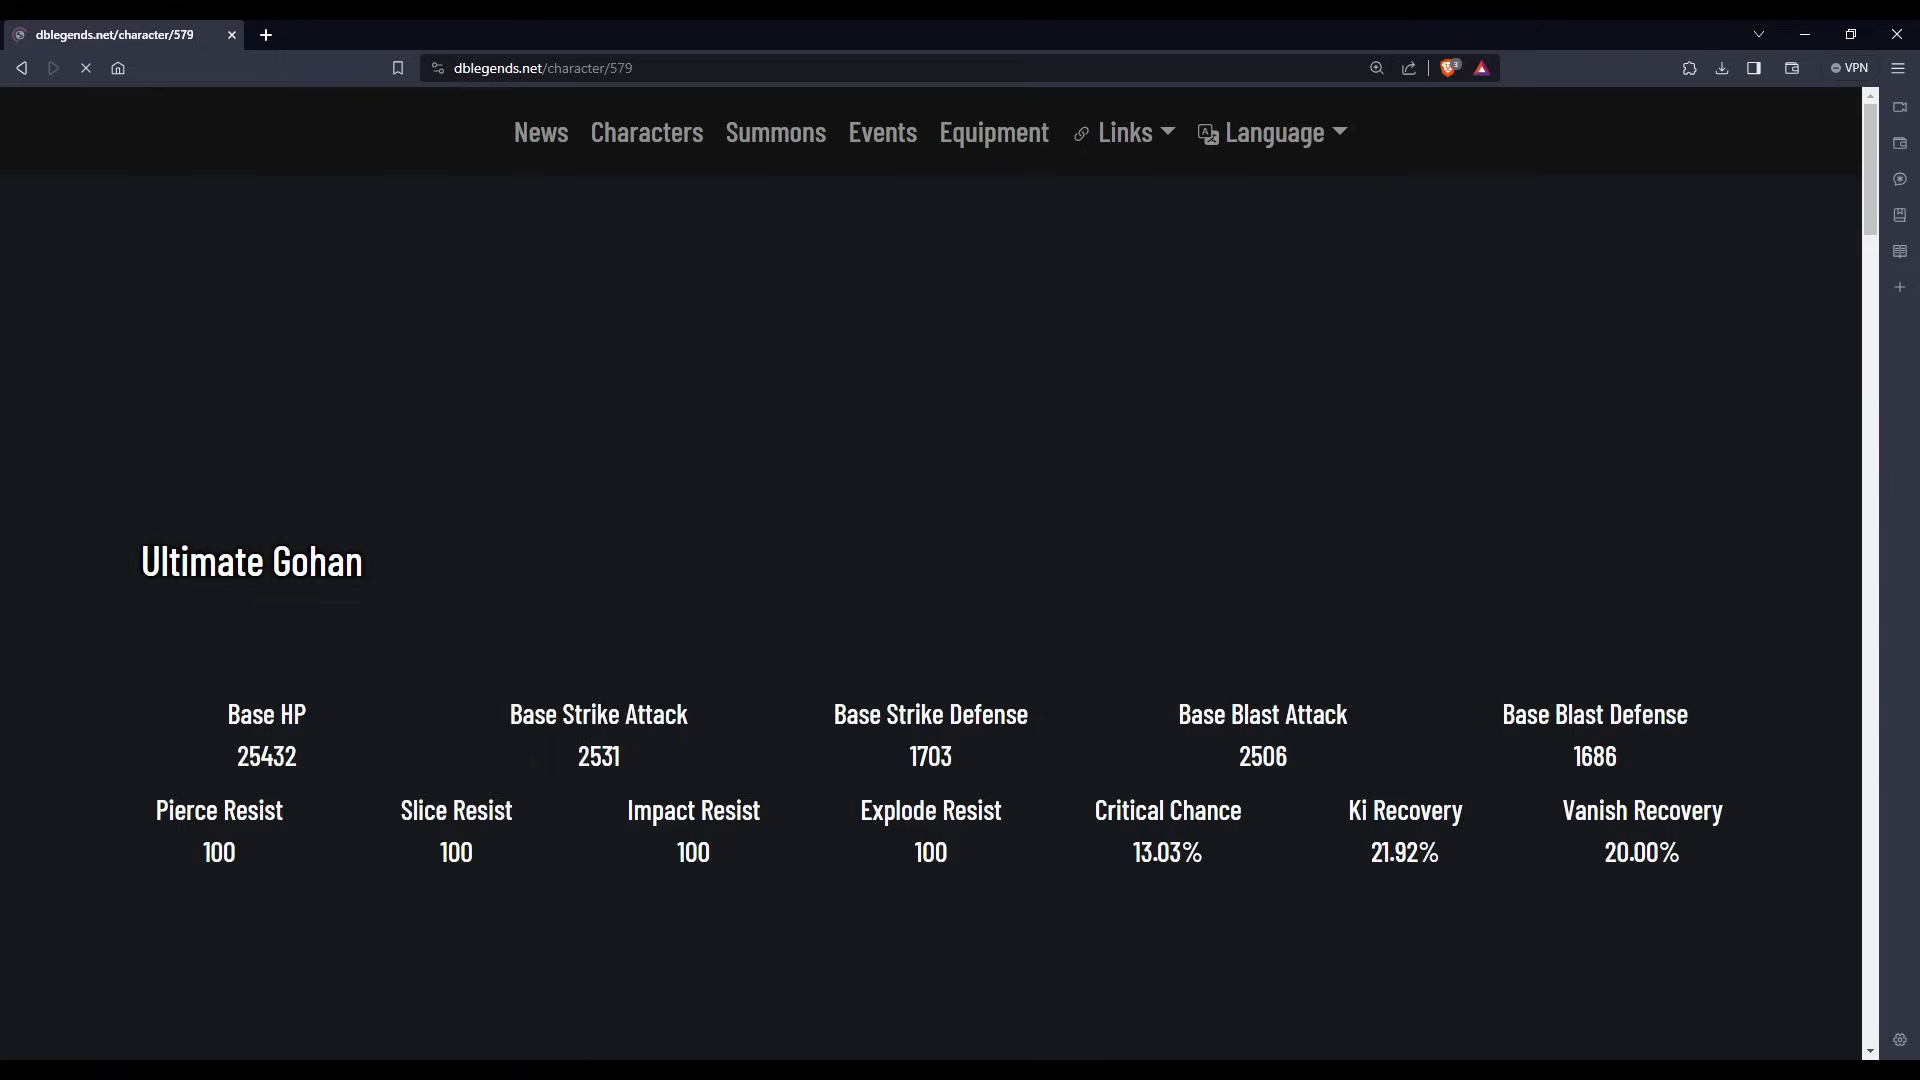 dblegends.net/character/579
dblegends.net/character/579
3
VPN
News Characters Summons Events Equipment Links Language
Ultimate Gohan
Base HP Base Strike Attack Base Strike Defense Base Blast Attack Base Blast Defense
25432 2531 1703 2506 1686
Pierce Resist Slice Resist Impact Resist Explode Resist Critical Chance Ki Recovery Vanish Recovery
100 100 100 100 13.03% 21.92% 20.00%